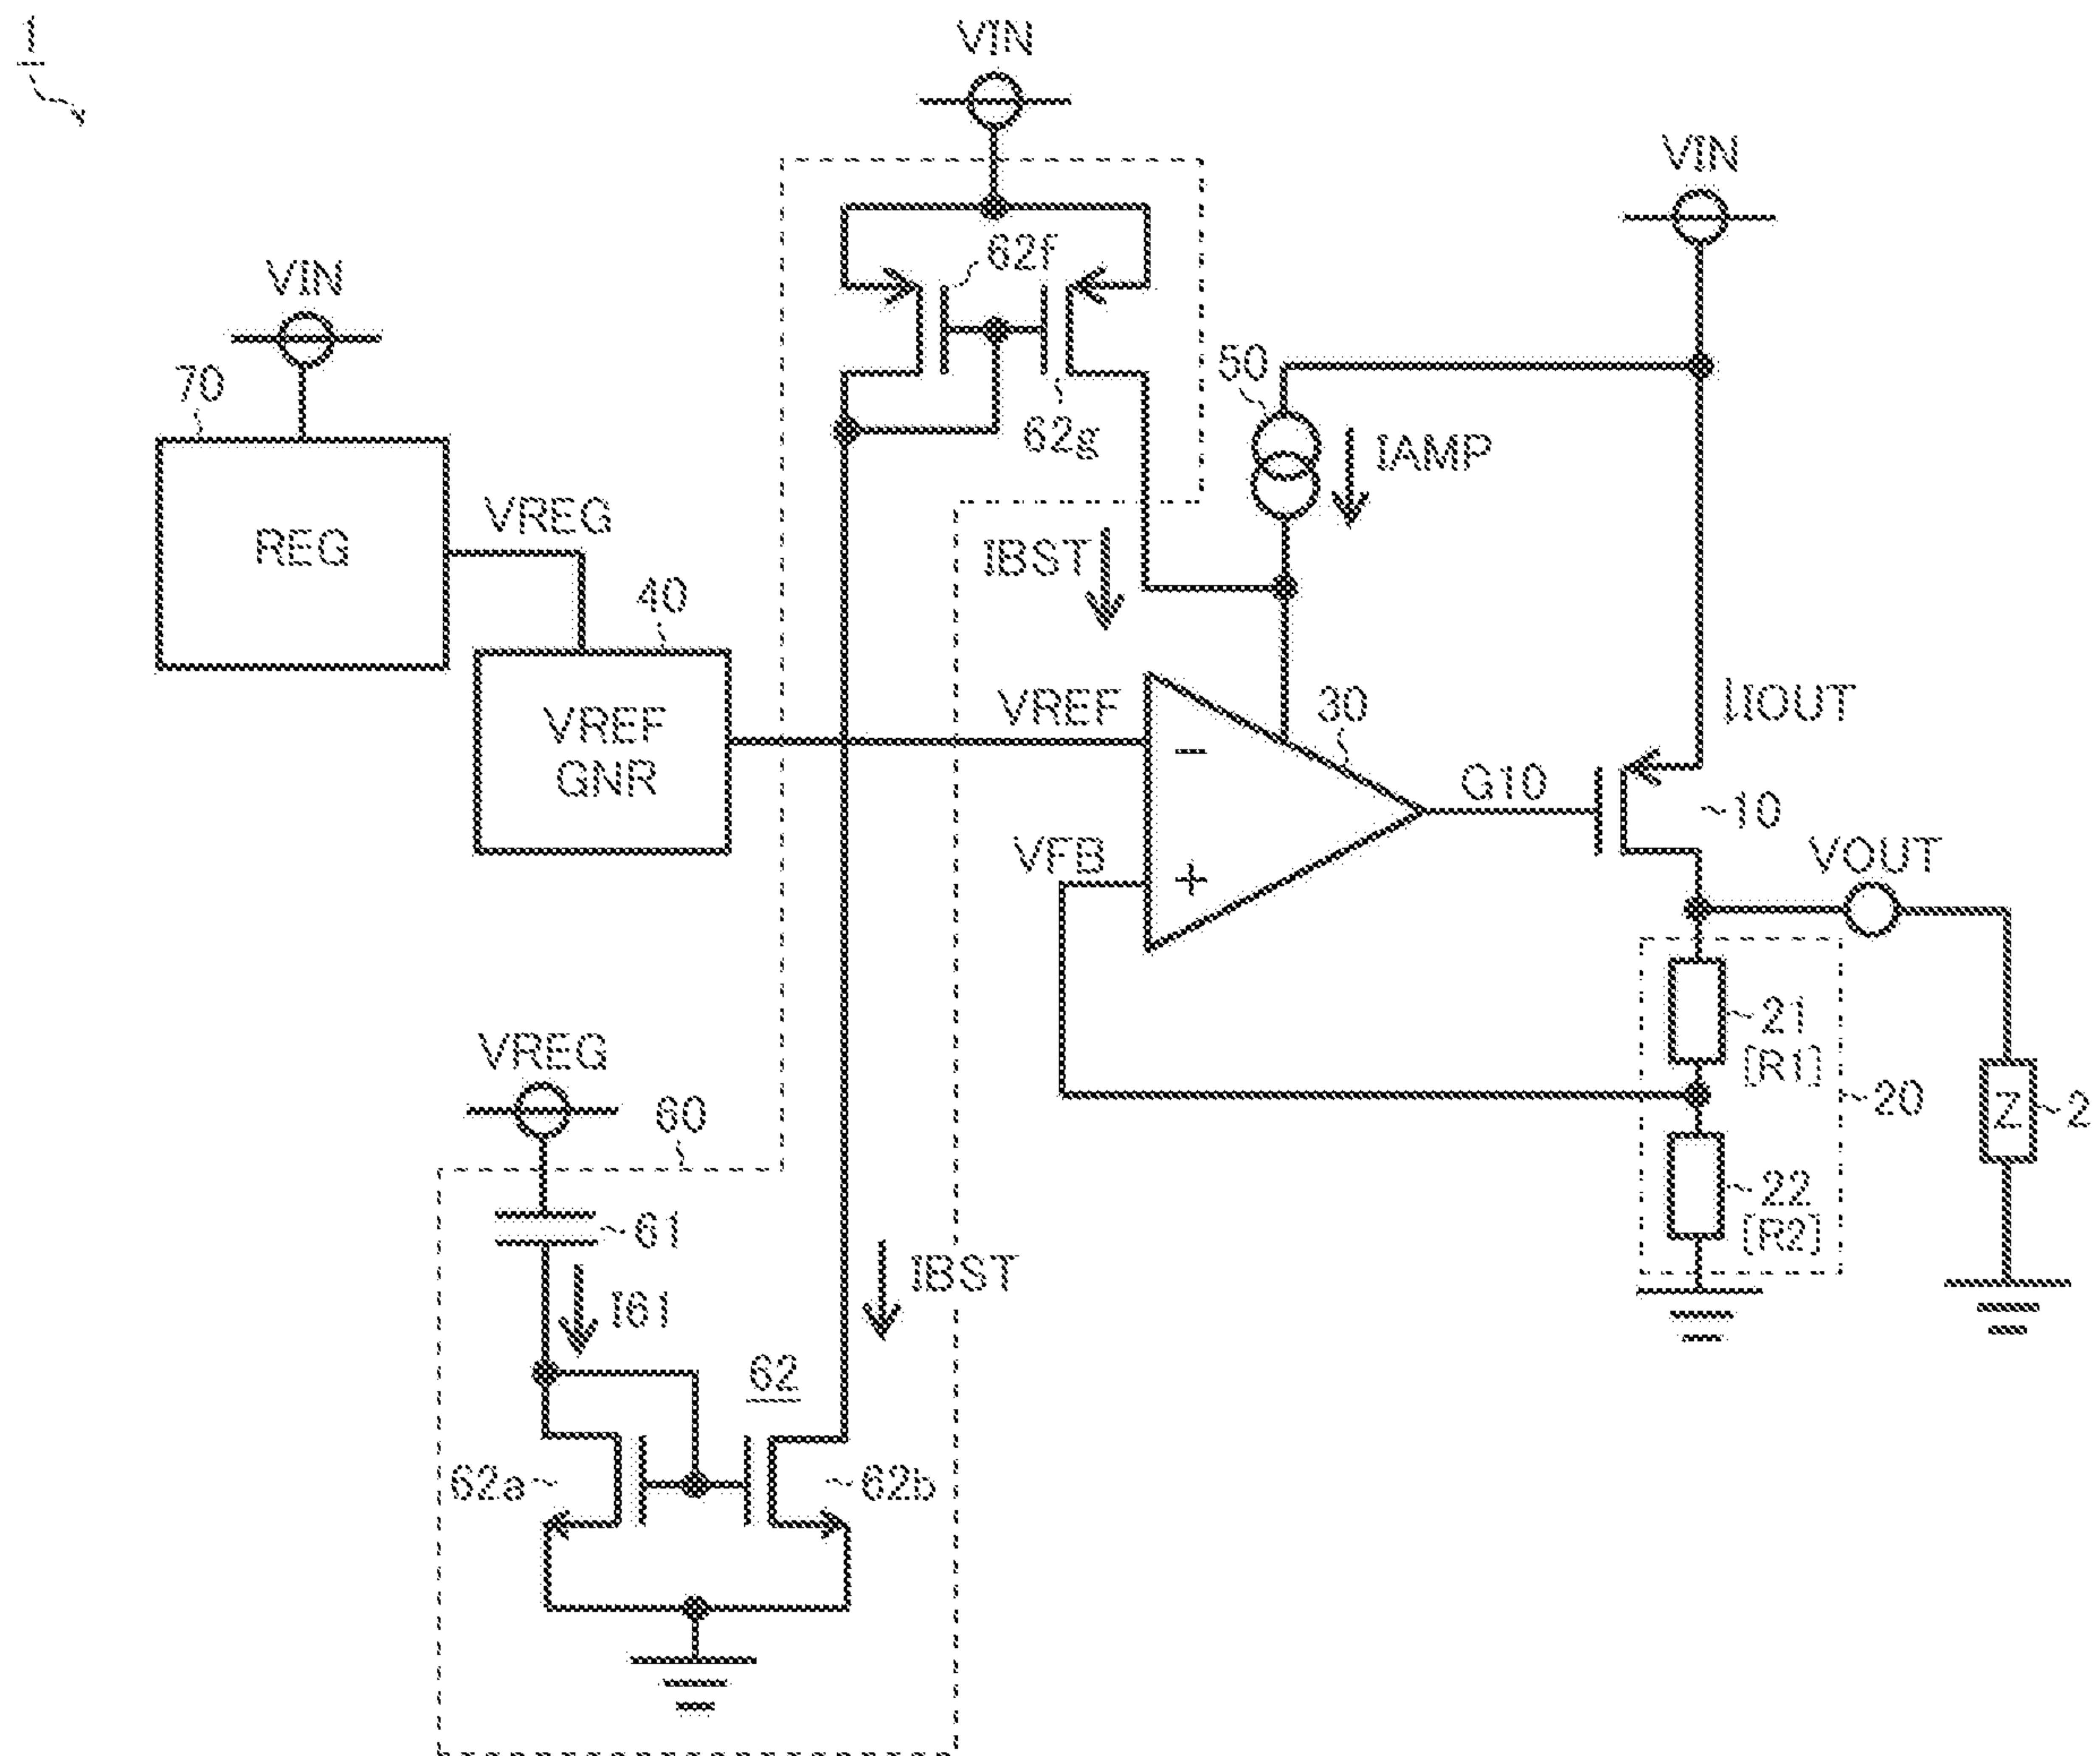 1
VIN
VIN
VIN
62f
70
50
62g
IAMP
VREG
REG
IBST
40
VREF
30
IOUT
VREF
GNR
G10
~10
-
VFB
VOUT
+
~21
[R1]
VREG
60
~20
Z~2
~22
[R2]
~61
IBST
I61
62
62a~
~62b